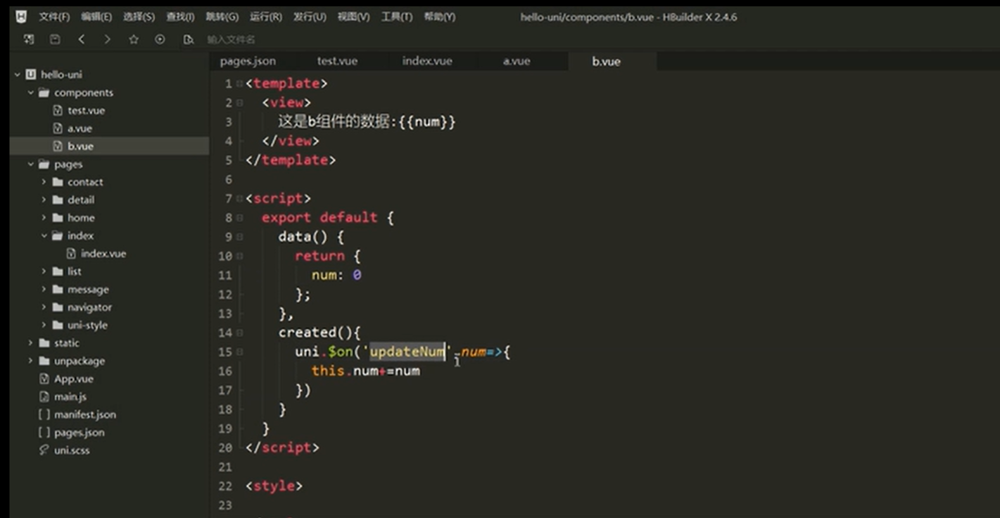 文件(F) 编辑(E) 选择(S) 查找(I) 跳转(G) 运行(R) 发行(U) 视图(V) 工具(T) 帮助(Y) hello-uni/components/b.vue - HBuilder X 2.4.6
输入文件名
pages.json test.vue index.vue a.vue b.vue
hello-uni
components
test.vue
a.vue
b.vue
pages
contact
detail
home
index
index.vue
list
message
navigator
uni-style
static
unpackage
App.vue
main.js
[ ] manifest.json
[ ] pages.json
uni.scss
1 <template>
2 <view>
3 这是b组件的数据:{{num}}
4 </view>
5 </template>
6
7 <script>
8 export default {
9 data() {
10 return {
11 num: 0
12 };
13 },
14 created(){
15 uni.$on('updateNum',num=>{
16 this.num+=num
17 })
18 }
19 }
20 </script>
21
22 <style>
23